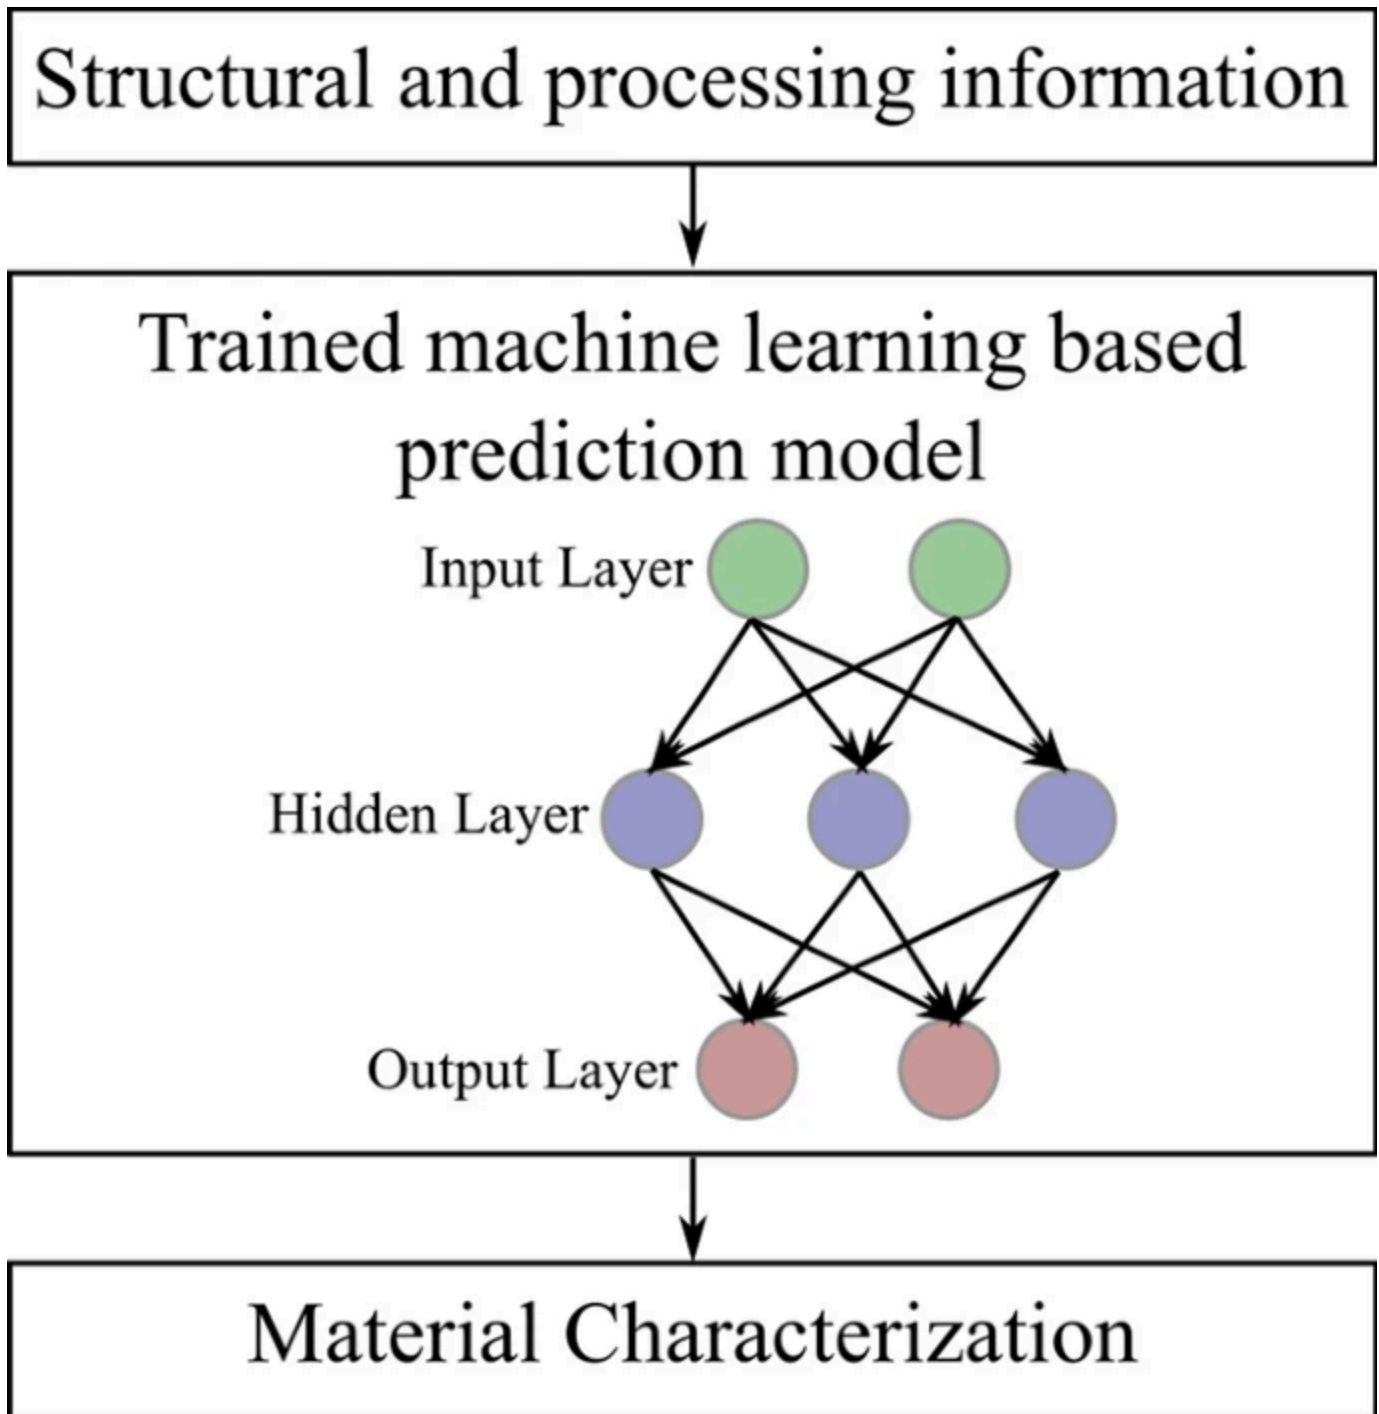 Structural and processing information
Trained machine learning based
prediction model
Input Layer
Hidden Layer
Output Layer
Material Characterization